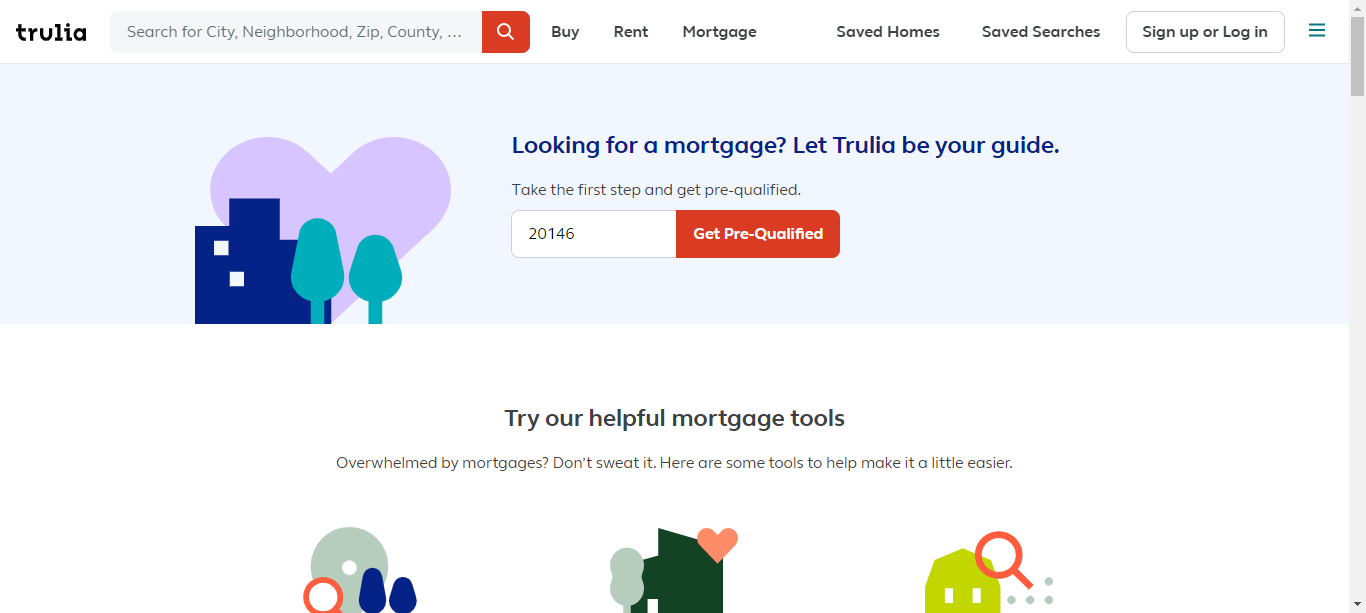 trulia
Search for City, Neighborhood, Zip, County, ...
Buy
Rent
Mortgage
Saved Homes
Saved Searches
Sign up or Log in
Looking for a mortgage? Let Trulia be your guide.
Take the first step and get pre-qualified.
20146
Get Pre-Qualified
Try our helpful mortgage tools
Overwhelmed by mortgages? Don't sweat it. Here are some tools to help make it a little easier.